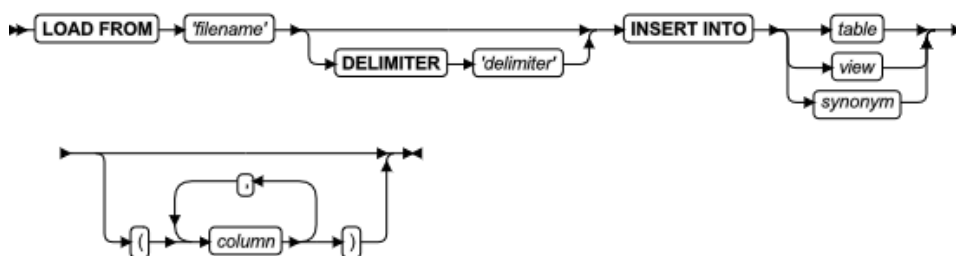 LOAD FROM 'filename' INSERT INTO table
DELIMITER 'delimiter' view
synonym
,
( column )